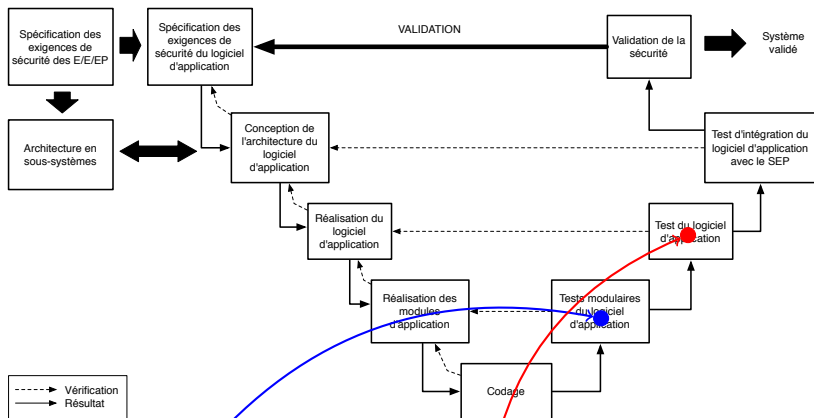 Spécification des
exigences de
sécurité des E/E/EP
Spécification des
exigences de
sécurité du logiciel
d'application
VALIDATION
Validation de la
sécurité
Système
validé
Architecture en
sous-systèmes
Conception de
l'architecture du
logiciel
d'application
Test d'intégration du
logiciel d'application
avec le SEP
Réalisation du
logiciel
d'application
Test du logiciel
d'application
Réalisation des
modules
d'application
Tests modulaires
du logiciel
d'application
Codage
Vérification
Résultat